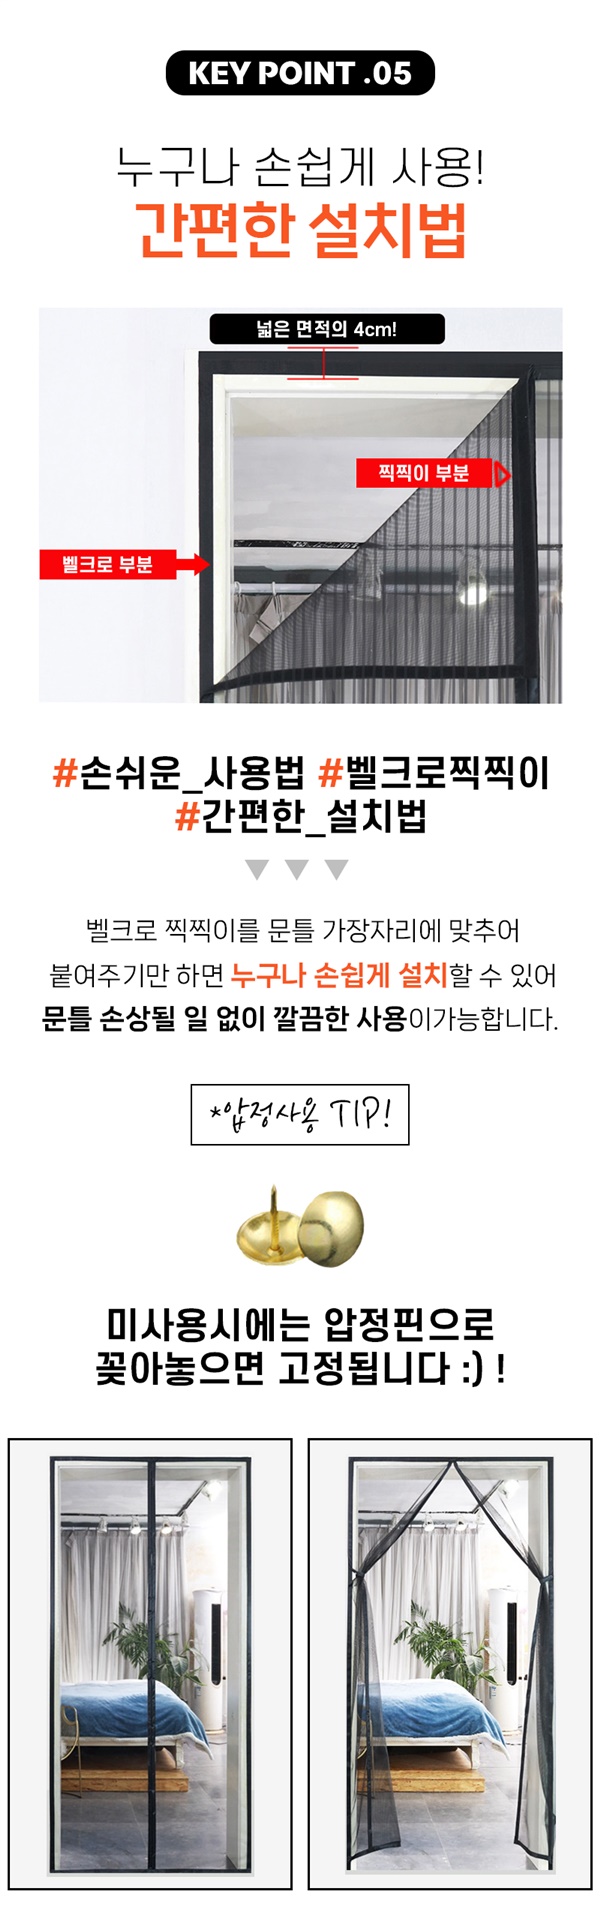 KEY POINT .05
누구나 손쉽게 사용!
간편한 설치법
넓은 면적의 4cm!
찍찍이 부분
벨크로 부분
#손쉬운_사용법 #벨크로찍찍이
#간편한_설치법
벨크로 찍찍이를 문틀 가장자리에 맞추어
붙여주기만 하면 누구나 손쉽게 설치할 수 있어
문틀 손상될 일 없이 깔끔한 사용이가능합니다.
*압정사용 TIP!
미사용시에는 압정핀으로
꽂아놓으면 고정됩니다 :) !